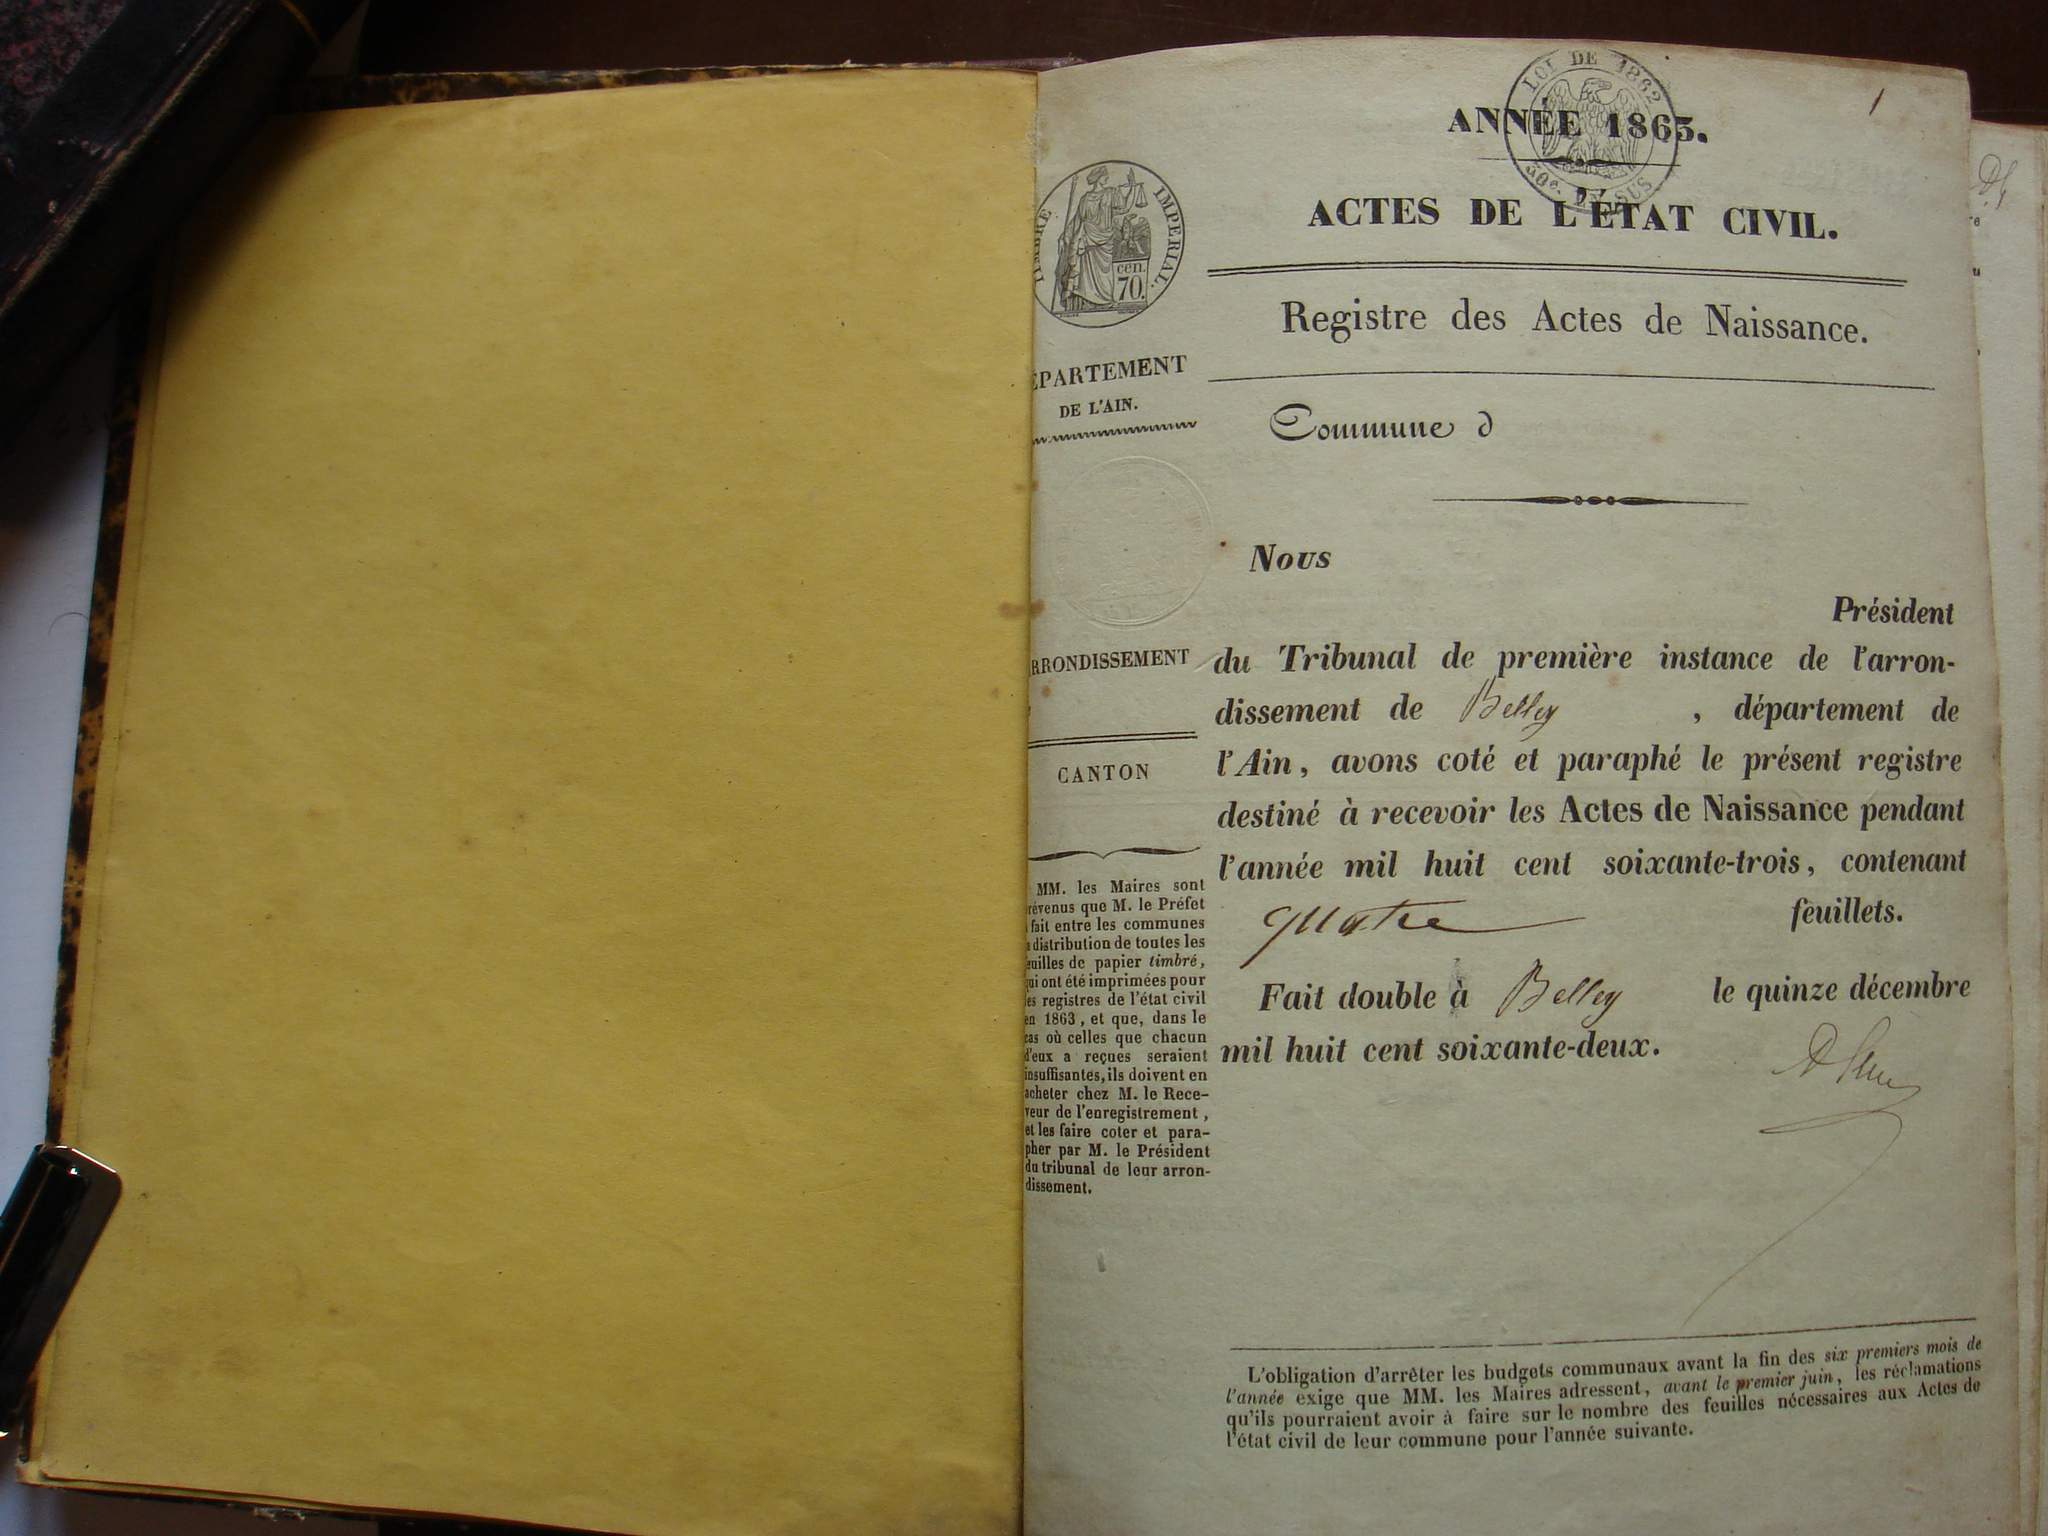 1
LOI DE 1862
ANNÉE 1863.
ACTES DE L'ÉTAT CIVIL.
Registre des Actes de Naissance.
Commune d
TIMBRE IMPERIAL.
cen.
70.
ÉPARTEMENT
DE L'AIN.
RRONDISSEMENT
CANTON
MM. les Maires sont
révenus que M. le Préfet
fait entre les communes
distribution de toutes les
euilles de papier timbré,
qui ont été imprimées pour
les registres de l'état civil
en 1863, et que, dans le
cas où celles que chacun
d'eux a reçues seraient
insuffisantes, ils doivent en
acheter chez M. le Rece-
veur de l'enregistrement,
et les faire coter et para-
pher par M. le Président
du tribunal de leur arron-
dissement.
Nous
Président
du Tribunal de première instance de l'arron-
dissement de Belley , département de
l'Ain, avons coté et paraphé le présent registre
destiné à recevoir les Actes de Naissance pendant
l'année mil huit cent soixante-trois, contenant
quatre feuillets.
Fait double à Belley le quinze décembre
mil huit cent soixante-deux.
L'obligation d'arrêter les budgets communaux avant la fin des six premiers mois de
l'année exige que MM. les Maires adressent, avant le premier juin, les réclamations
qu'ils pourraient avoir à faire sur le nombre des feuilles nécessaires aux Actes de
l'état civil de leur commune pour l'année suivante.